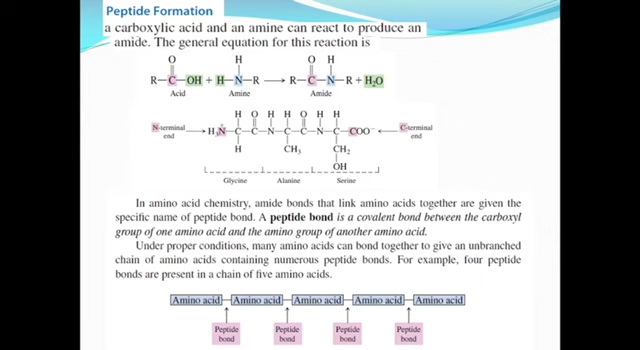 Peptide Formation
a carboxylic acid and an amine can react to produce an
amide. The general equation for this reaction is
O H O H
R—C—OH + H—N—R ⟶ R—C—N—R + H₂O
Acid Amine Amide
H O H H O H H
N-terminal end ⟶ H₃N⁺—C—C—N—C—C—N—C—COO⁻ ⟵ C-terminal end
H CH₃ CH₂
OH
Glycine Alanine Serine
In amino acid chemistry, amide bonds that link amino acids together are given the
specific name of peptide bond. A peptide bond is a covalent bond between the carboxyl
group of one amino acid and the amino group of another amino acid.
Under proper conditions, many amino acids can bond together to give an unbranched
chain of amino acids containing numerous peptide bonds. For example, four peptide
bonds are present in a chain of five amino acids.
Amino acid—Amino acid—Amino acid—Amino acid—Amino acid
Peptide Peptide Peptide Peptide
bond bond bond bond